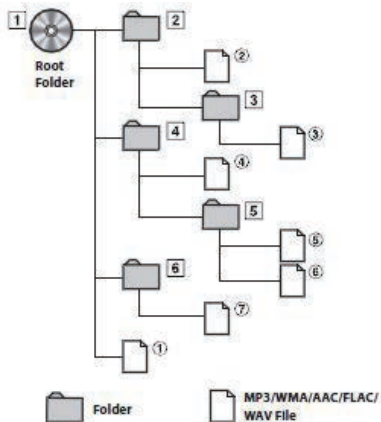 1
2
Root
Folder
②
3
4
③
④
5
⑤
6
⑥
⑦
①
Folder
MP3/WMA/AAC/FLAC/
WAV File